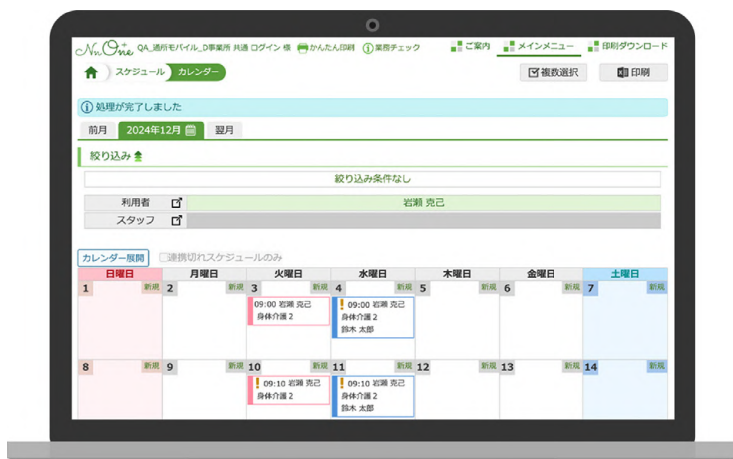 NnOne QA_通所モバイル_D事業所 共通 ログイン 様 かんたん印刷 業務チェック ご案内 メインメニュー 印刷ダウンロード
スケジュール カレンダー 複数選択 印刷
処理が完了しました
前月 2024年12月 翌月
絞り込み
絞り込み条件なし
利用者 岩瀬 克己
スタッフ
カレンダー展開 連携切れスケジュールのみ
日曜日 月曜日 火曜日 水曜日 木曜日 金曜日 土曜日
1 新規 2 新規 3 新規 4 新規 5 新規 6 新規 7 新規
09:00 岩瀬 克己 ! 09:00 岩瀬 克己
身体介護2 身体介護2
鈴木 太郎
8 新規 9 新規 10 新規 11 新規 12 新規 13 新規 14 新規
! 09:10 岩瀬 克己 ! 09:10 岩瀬 克己
身体介護2 身体介護2
鈴木 太郎